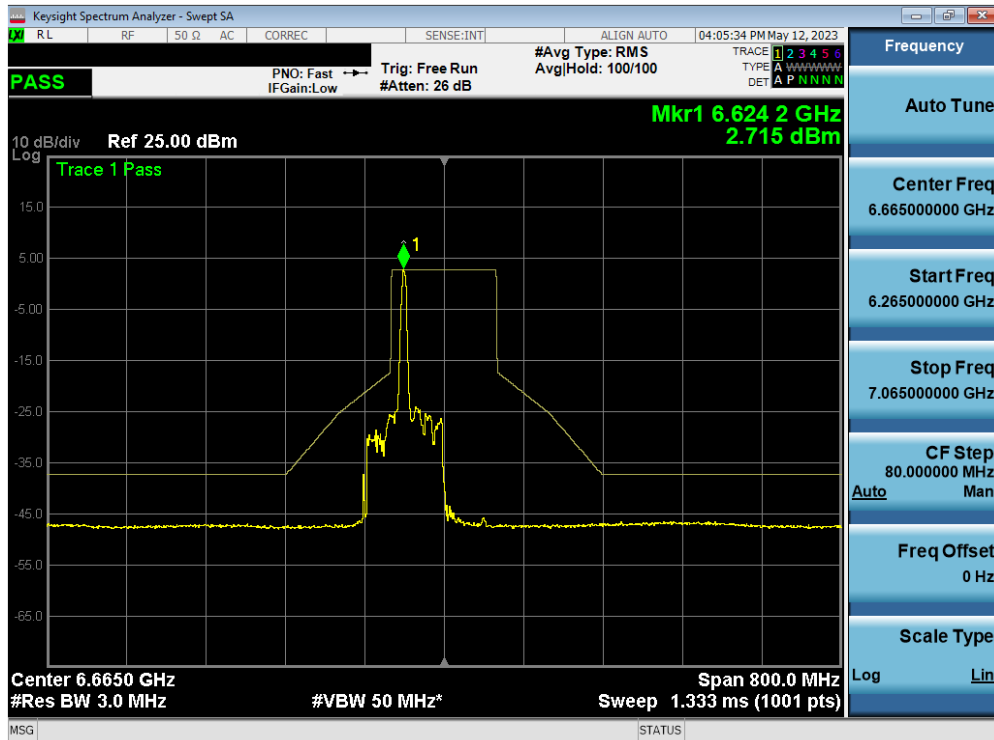 Keysight Spectrum Analyzer - Swept SA
LXI RL RF 50 Ω AC CORREC SENSE:INT ALIGN AUTO 04:05:34 PM May 12, 2023
PASS
PNO: Fast
IFGain:Low
Trig: Free Run
#Atten: 26 dB
#Avg Type: RMS
Avg|Hold: 100/100
TRACE 1 2 3 4 5 6
TYPE A WWWWW
DET A P N N N N
Mkr1 6.624 2 GHz
2.715 dBm
10 dB/div Ref 25.00 dBm
Log
Trace 1 Pass
15.0
1
5.00
-5.00
-15.0
-25.0
-35.0
-45.0
-55.0
-65.0
Center 6.6650 GHz Span 800.0 MHz
#Res BW 3.0 MHz #VBW 50 MHz* Sweep 1.333 ms (1001 pts)
MSG STATUS
Frequency
Auto Tune
Center Freq
6.665000000 GHz
Start Freq
6.265000000 GHz
Stop Freq
7.065000000 GHz
CF Step
80.000000 MHz
Auto Man
Freq Offset
0 Hz
Scale Type
Log Lin